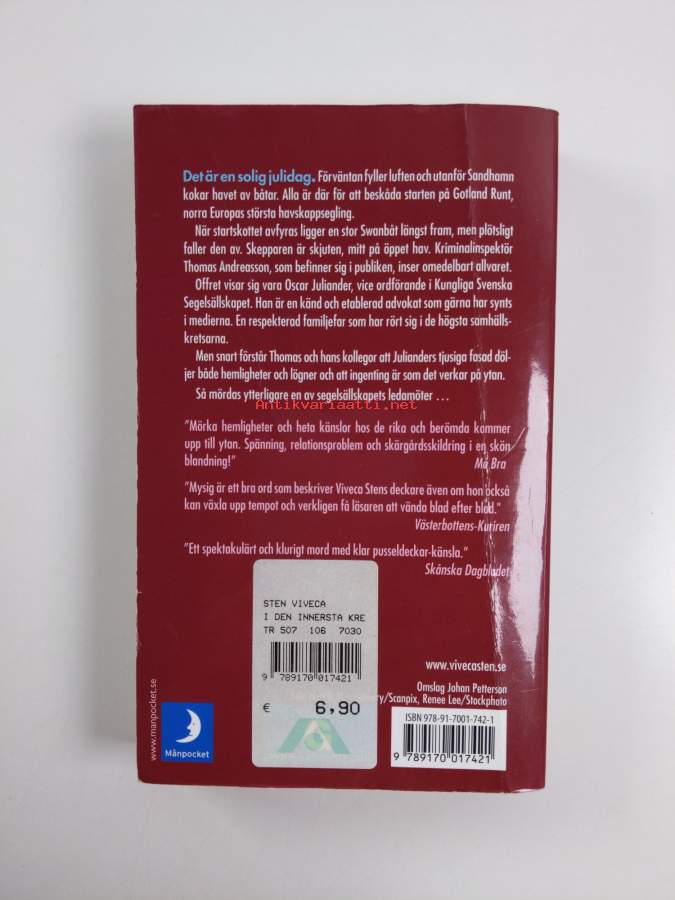 Det är en solig julidag. Förväntan fyller luften och utanför Sandhamn
kokar havet av båtar. Alla är där för att beskåda starten på Gotland Runt,
norra Europas största havskappsegling.
När startskottet avfyras ligger en stor Swanbåt längst fram, men plötsligt
faller den av. Skepparen är skjuten, mitt på öppet hav. Kriminalinspektör
Thomas Andreasson, som befinner sig i publiken, inser omedelbart allvaret.
Offret visar sig vara Oscar Juliander, vice ordförande i Kungliga Svenska
Segelsällskapet. Han är en känd och etablerad advokat som gärna har synts
i medierna. En respekterad familjefar som har rört sig i de högsta samhälls-
kretsarna.
Men snart förstår Thomas och hans kollegor att Julianders tjusiga fasad döl-
jer både hemligheter och lögner och att ingenting är som det verkar på ytan.
Så mördas ytterligare en av segelsällskapets ledamöter ...
Antikvariaatti.net
"Mörka hemligheter och heta känslor hos de rika och berömda kommer
upp till ytan. Spänning, relationsproblem och skärgårdsskildring i en skön
blandning!"
Må Bra
"Mysig är ett bra ord som beskriver Viveca Stens deckare även om hon också
kan växla upp tempot och verkligen få läsaren att vända blad efter blad."
Västerbottens-Kuriren
"Ett spektakulärt och klurigt mord med klar pusseldeckar-känsla."
Skånska Dagbladet
STEN VIVECA
I DEN INNERSTA KRE
TR 507 106 7030
9 789170 017421
€ 6,90
www.manpocket.se
Månpocket
www.vivecasten.se
Omslag Johan Petterson
/Scanpix, Renee Lee/Stockphoto
ISBN 978-91-7001-742-1
9 789170 017421